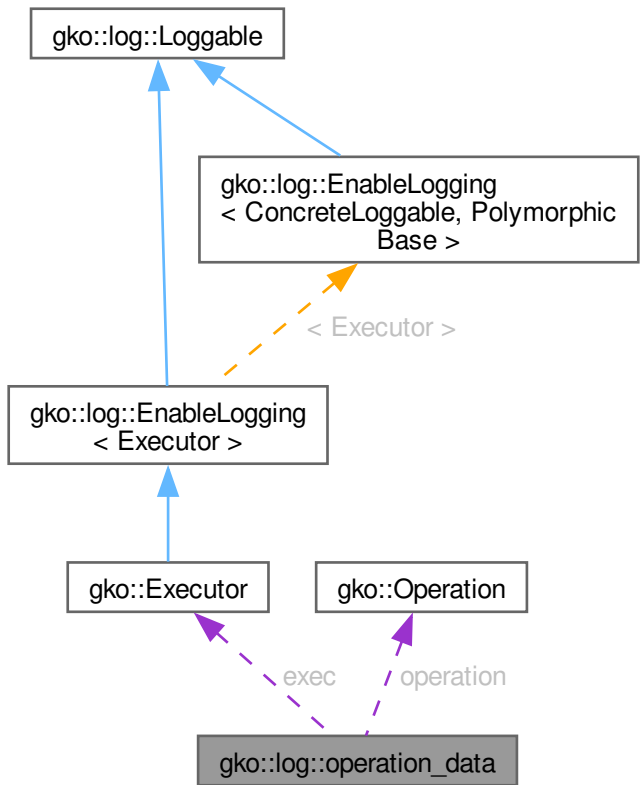 gko::log::Loggable
gko::log::EnableLogging
< ConcreteLoggable, Polymorphic
Base >
< Executor >
gko::log::EnableLogging
< Executor >
gko::Executor
gko::Operation
exec
operation
gko::log::operation_data